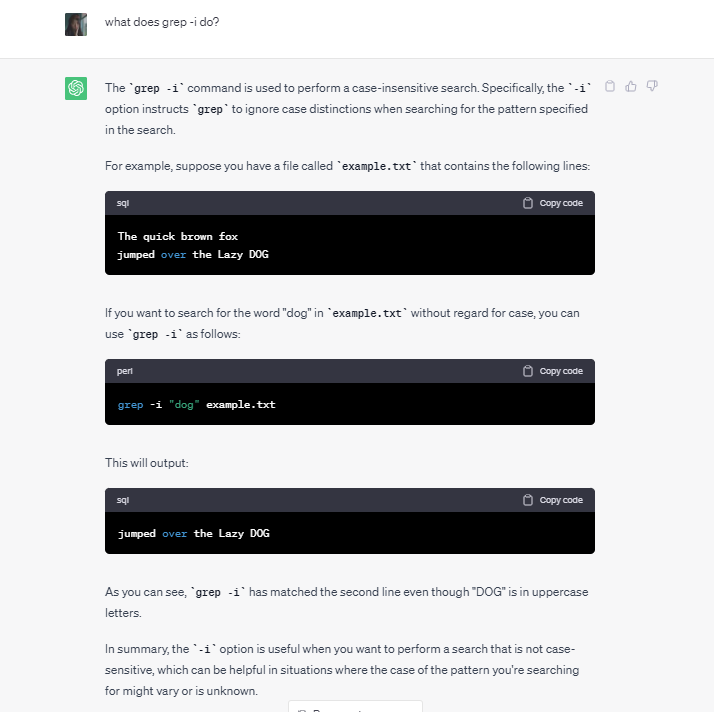 what does grep -i do?
The `grep -i` command is used to perform a case-insensitive search. Specifically, the `-i`
option instructs `grep` to ignore case distinctions when searching for the pattern specified
in the search.
For example, suppose you have a file called `example.txt` that contains the following lines:
sql Copy code
The quick brown fox
jumped over the Lazy DOG
If you want to search for the word "dog" in `example.txt` without regard for case, you can
use `grep -i` as follows:
perl Copy code
grep -i "dog" example.txt
This will output:
sql Copy code
jumped over the Lazy DOG
As you can see, `grep -i` has matched the second line even though "DOG" is in uppercase
letters.
In summary, the `-i` option is useful when you want to perform a search that is not case-
sensitive, which can be helpful in situations where the case of the pattern you're searching
for might vary or is unknown.